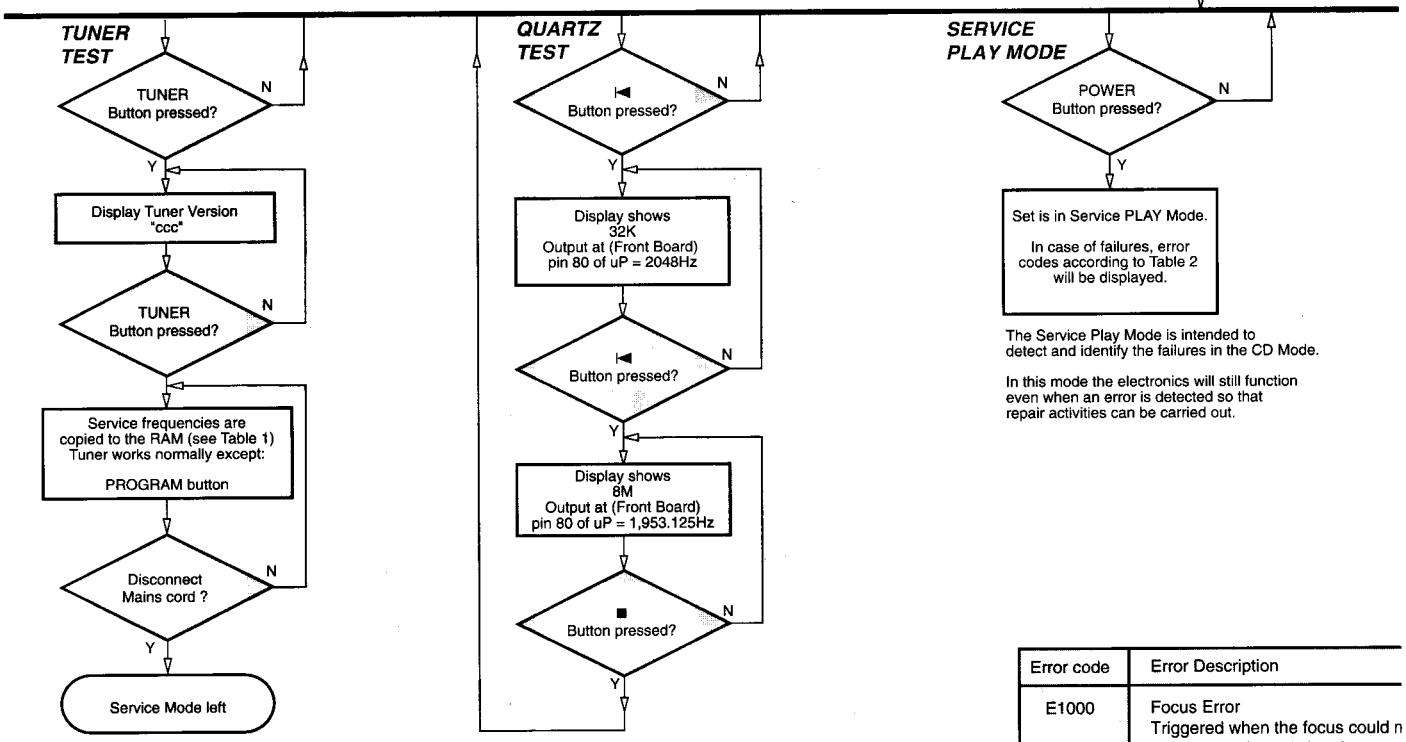 TUNER
TEST
TUNER
Button pressed?
N
Y
Display Tuner Version
"ccc"
TUNER
Button pressed?
N
Service frequencies are
copied to the RAM (see Table 1)
Tuner works normally except:
PROGRAM button
Disconnect
Mains cord ?
N
Y
Service Mode left
QUARTZ
TEST
Button pressed?
N
Y
Display shows
32K
Output at (Front Board)
pin 80 of uP = 2048Hz
Button pressed?
N
Y
Display shows
8M
Output at (Front Board)
pin 80 of uP = 1,953.125Hz
Button pressed?
N
Y
SERVICE
PLAY MODE
POWER
Button pressed?
N
Y
Set is in Service PLAY Mode.
In case of failures, error
codes according to Table 2
will be displayed.
The Service Play Mode is intended to
detect and identify the failures in the CD Mode.
In this mode the electronics will still function
even when an error is detected so that
repair activities can be carried out.
Error code
Error Description
E1000
Focus Error
Triggered when the focus could